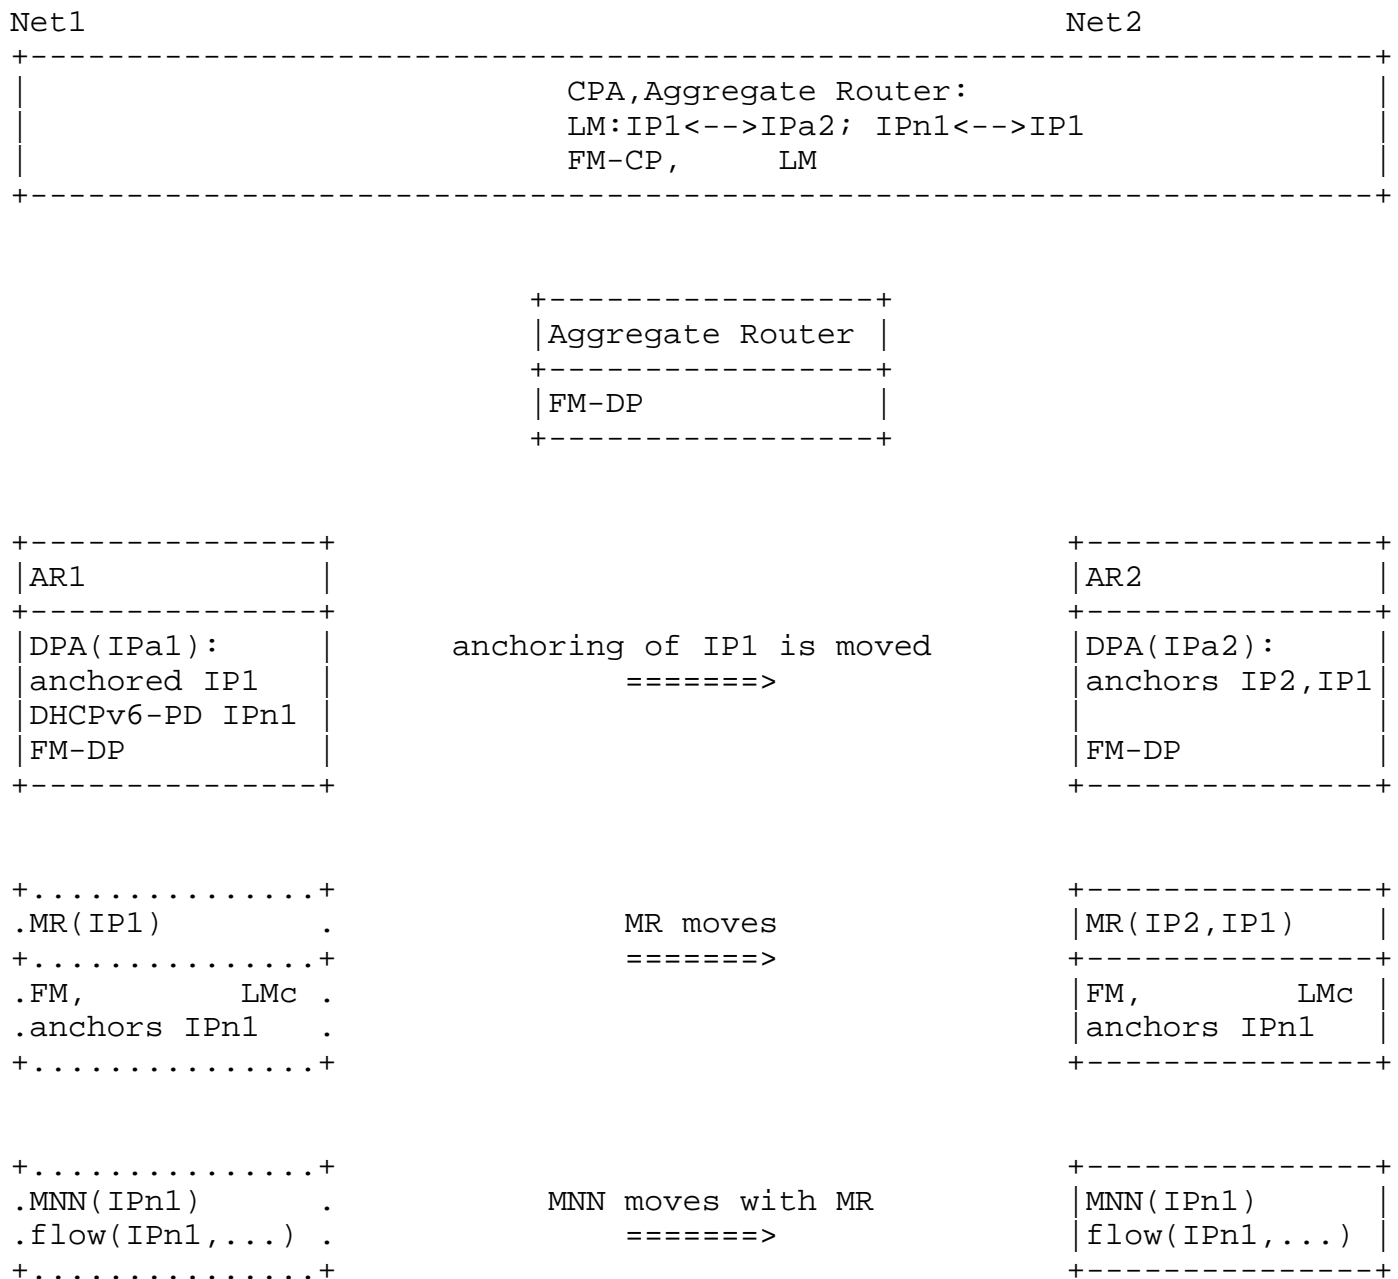 Net1 Net2
CPA,Aggregate Router:
LM:IP1<-->IPa2; IPn1<-->IP1
FM-CP, LM
Aggregate Router
FM-DP
AR1 AR2
DPA(IPa1): anchoring of IP1 is moved DPA(IPa2):
anchored IP1 =======> anchors IP2,IP1
DHCPv6-PD IPn1
FM-DP FM-DP
MR(IP1) MR moves MR(IP2,IP1)
=======>
FM, LMc FM, LMc
anchors IPn1 anchors IPn1
MNN(IPn1) MNN moves with MR MNN(IPn1)
flow(IPn1,...) =======> flow(IPn1,...)